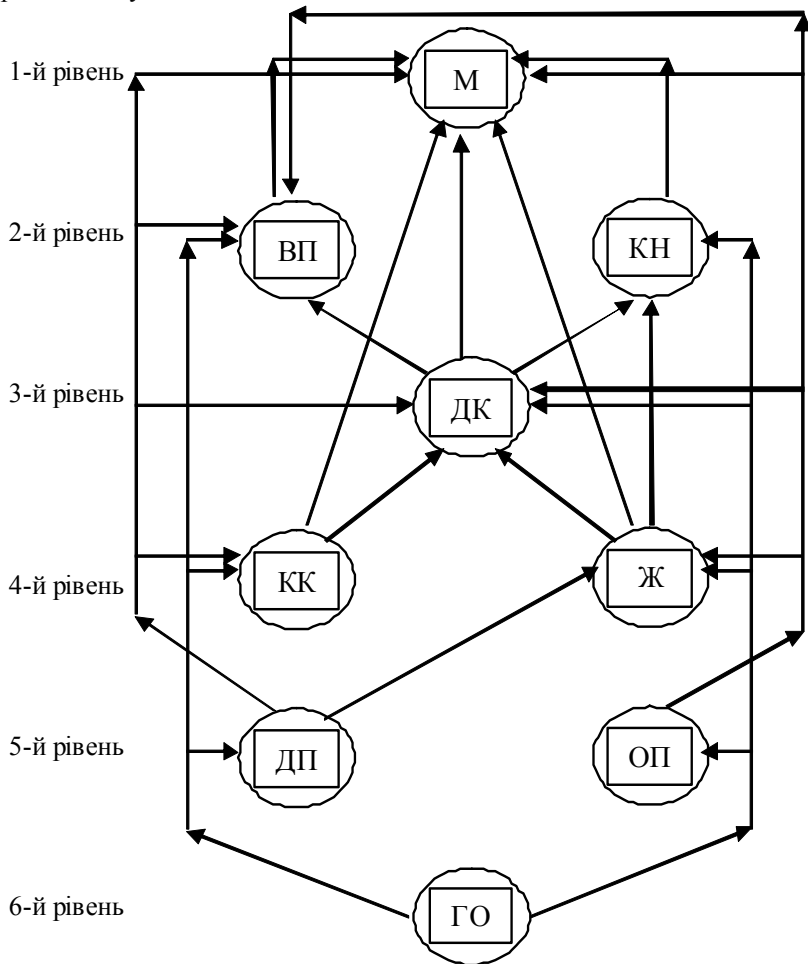 1-й рівень
М
2-й рівень
ВП
КН
3-й рівень
ДК
4-й рівень
КК
Ж
5-й рівень
ДП
ОП
6-й рівень
ГО